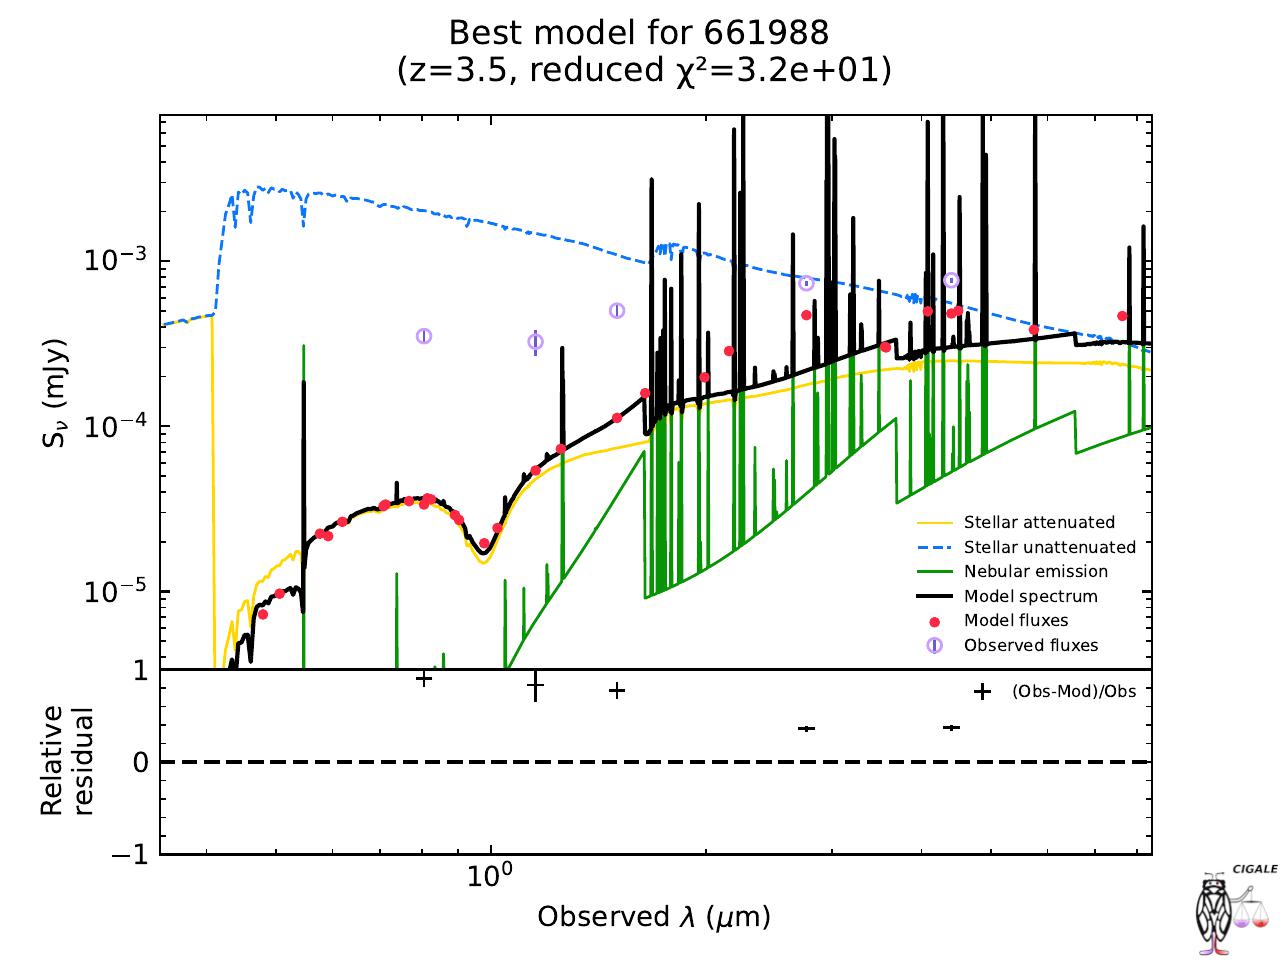 Best model for 661988
(z=3.5, reduced χ²=3.2e+01)
10⁻³
10⁻⁴
10⁻⁵
Sᵥ (mJy)
Stellar attenuated
Stellar unattenuated
Nebular emission
Model spectrum
Model fluxes
Observed fluxes
1
0
−1
Relative
residual
(Obs-Mod)/Obs
10⁰
Observed λ (μm)
CIGALE